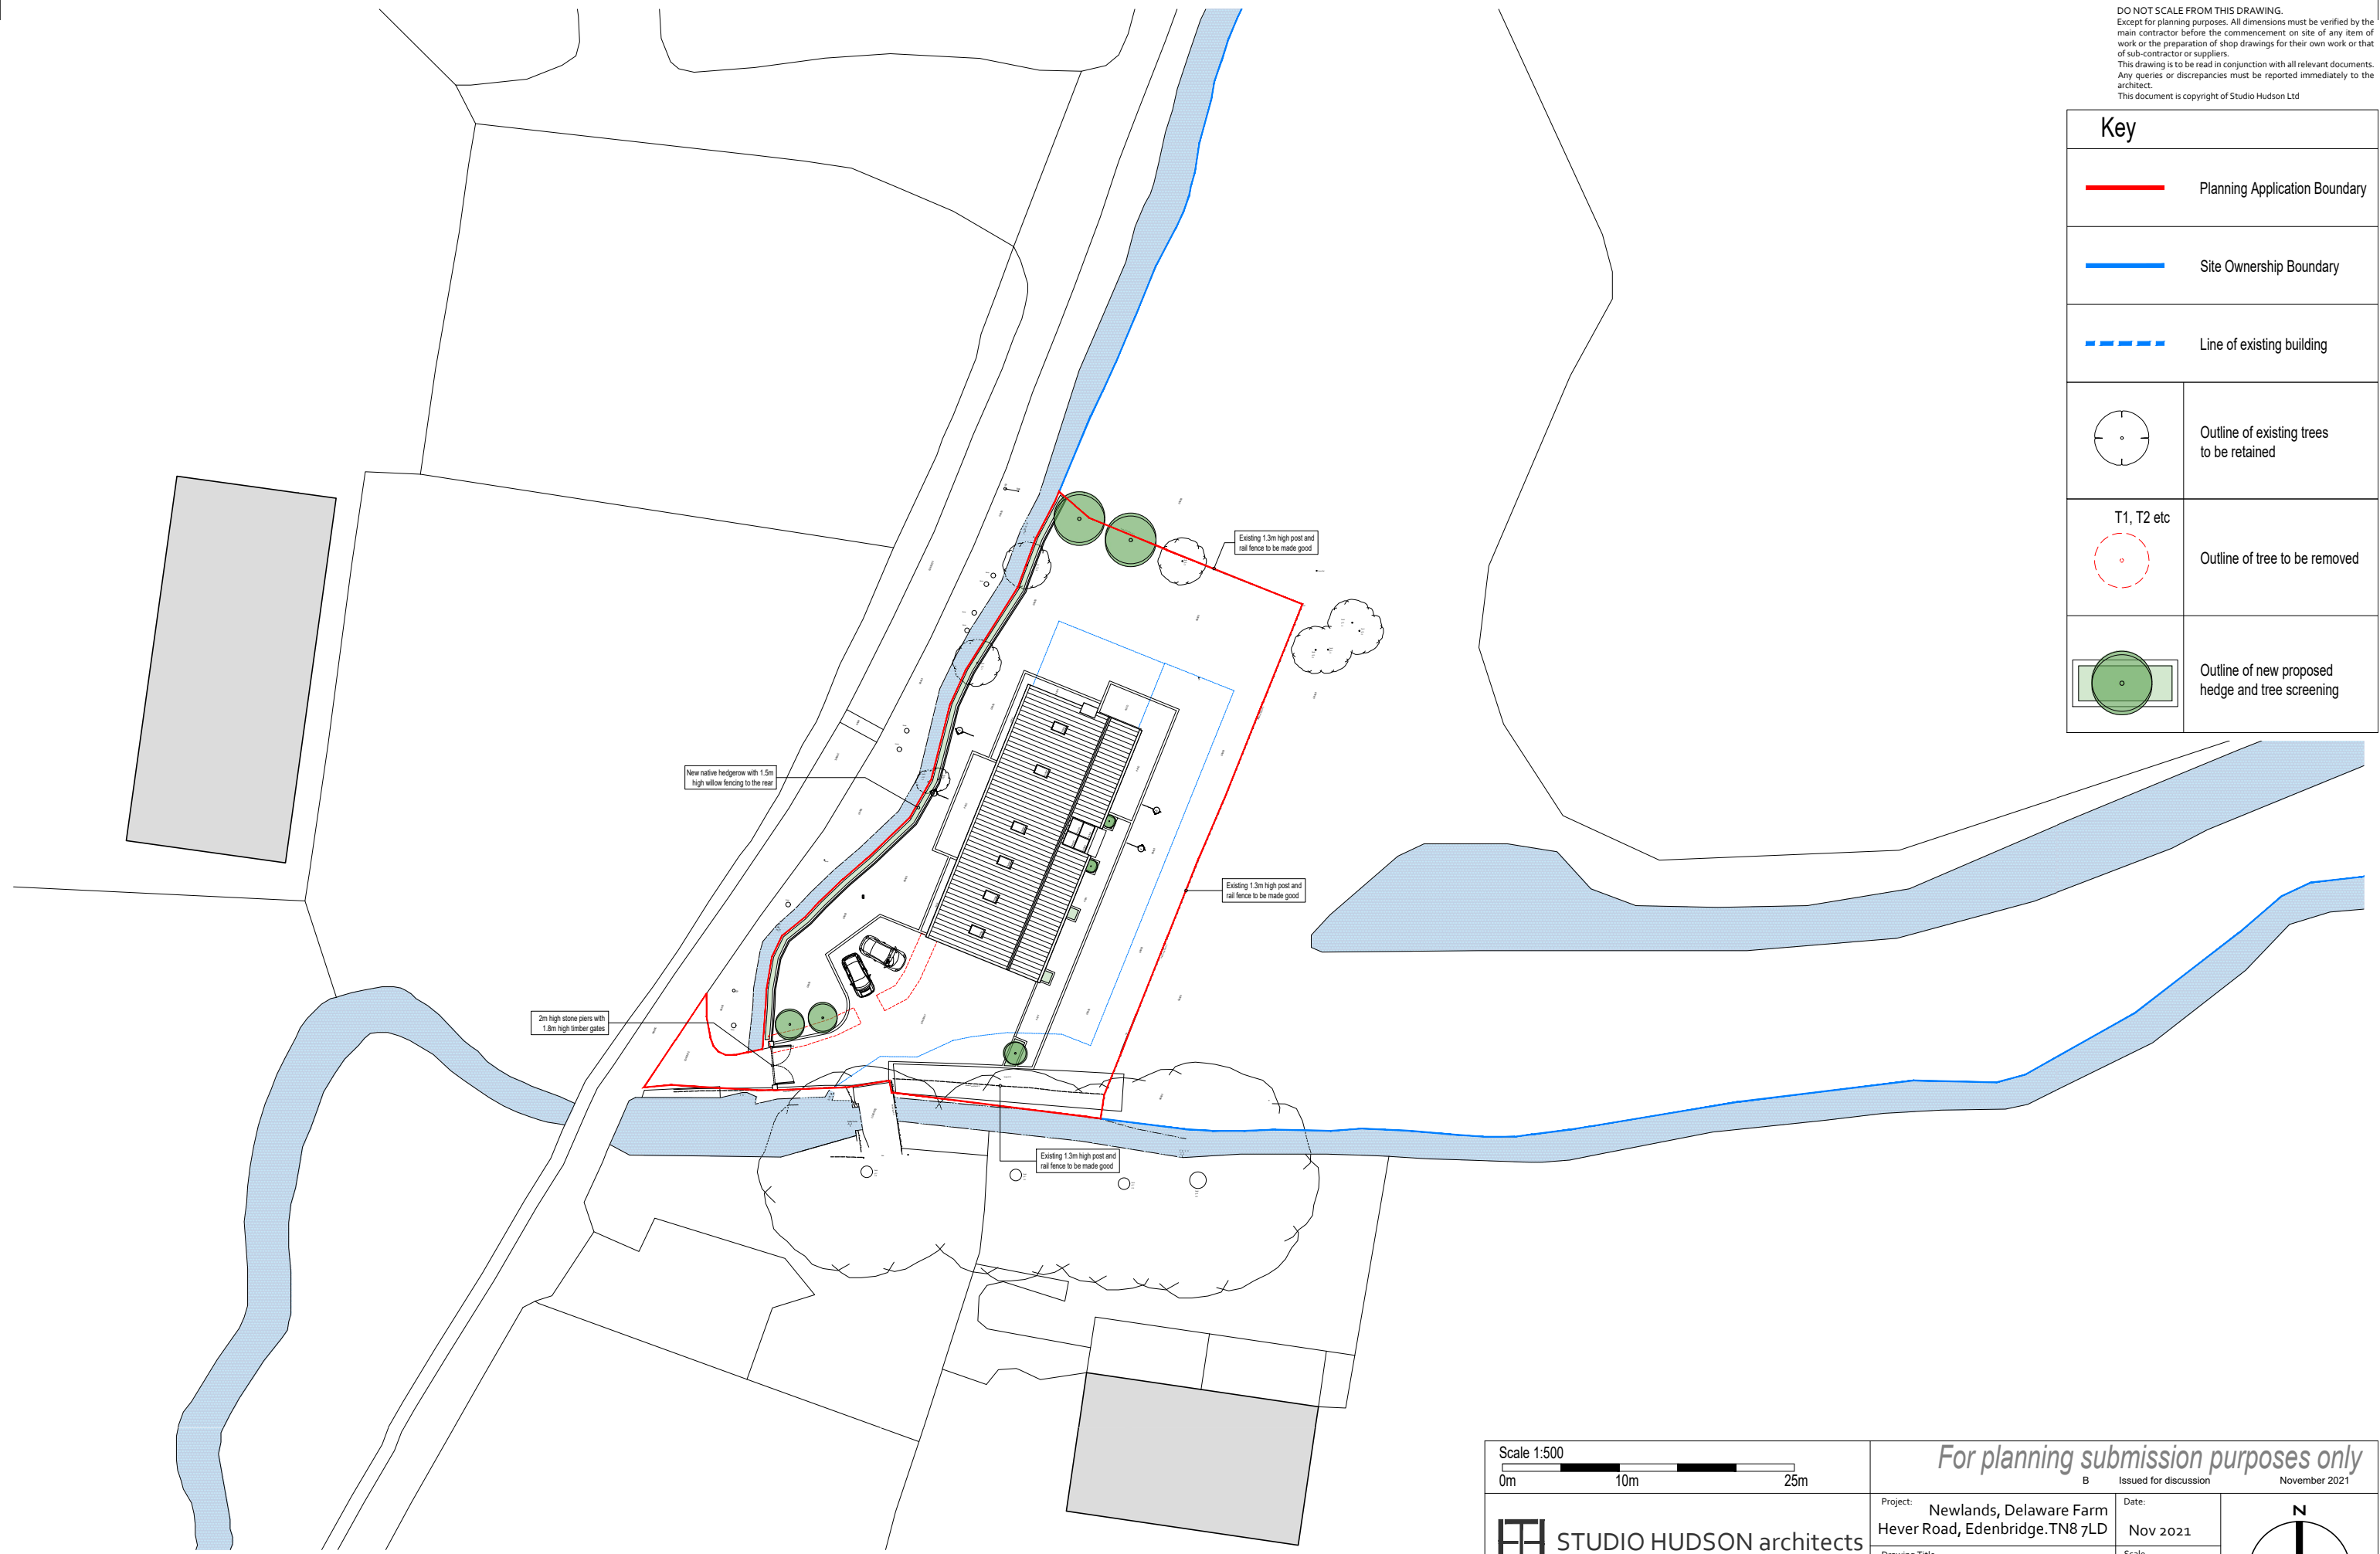 DO NOT SCALE FROM THIS DRAWING.
Except for planning purposes. All dimensions must be verified by the
main contractor before the commencement on site of any item of
work or the preparation of shop drawings for their own work or that
of sub-contractor or suppliers.
This drawing is to be read in conjunction with all relevant documents.
Any queries or discrepancies must be reported immediately to the
architect.
This document is copyright of Studio Hudson Ltd
Key
Planning Application Boundary
Site Ownership Boundary
Line of existing building
Outline of existing trees
to be retained
T1, T2 etc
Outline of tree to be removed
Outline of new proposed
hedge and tree screening
Existing 1.3m high post and
rail fence to be made good
New native hedgerow with 1.5m
high willow fencing to the rear
Existing 1.3m high post and
rail fence to be made good
2m high stone piers with
1.8m high timber gates
Existing 1.3m high post and
rail fence to be made good
Scale 1:500
0m 10m 25m
For planning submission purposes only
B Issued for discussion November 2021
Project: Newlands, Delaware Farm
Hever Road, Edenbridge.TN8 7LD
Date:
Nov 2021
N
STUDIO HUDSON architects